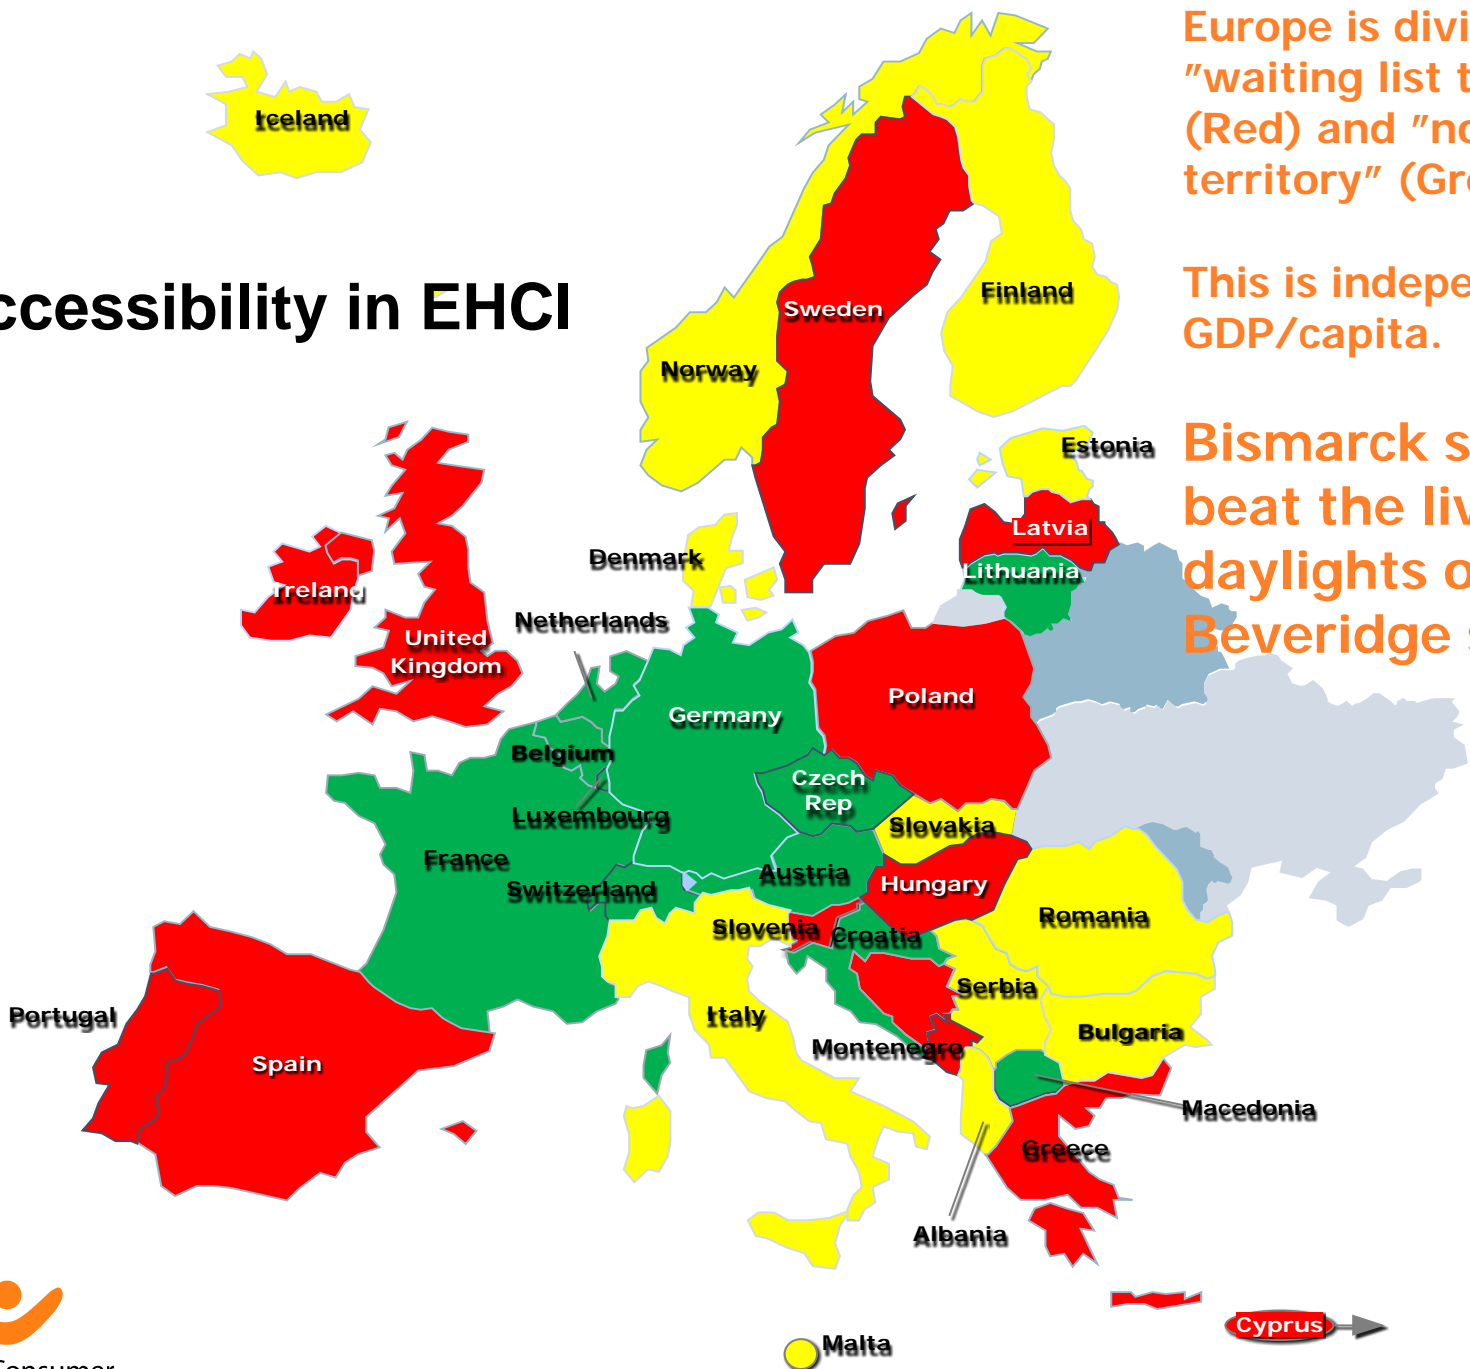 Europe is divi
"waiting list t
(Red) and "no
territory" (Gr
This is indepe
GDP/capita.
Bismarck s
beat the liv
daylights o
Beveridge s
ccessibility in EHCI
Iceland
Sweden
Finland
Norway
Estonia
Latvia
Lithuania
Denmark
Netherlands
Irreland
United
Kingdom
Poland
Germany
Belgium
Czech
Rep
Luxembourg
Slovakia
France
Austria
Switzerland
Hungary
Romania
Slovenia
Croatia
Serbia
Portugal
Italy
Bulgaria
Montenegro
Spain
Macedonia
Greece
Albania
Cyprus
Malta
Consumer